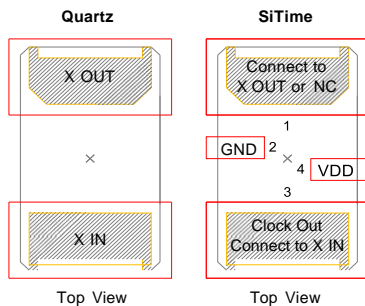 Quartz
X OUT
X IN
Top View
SiTime
Connect to
X OUT or NC
1
GND
2
4
VDD
3
Clock Out
Connect to X IN
Top View